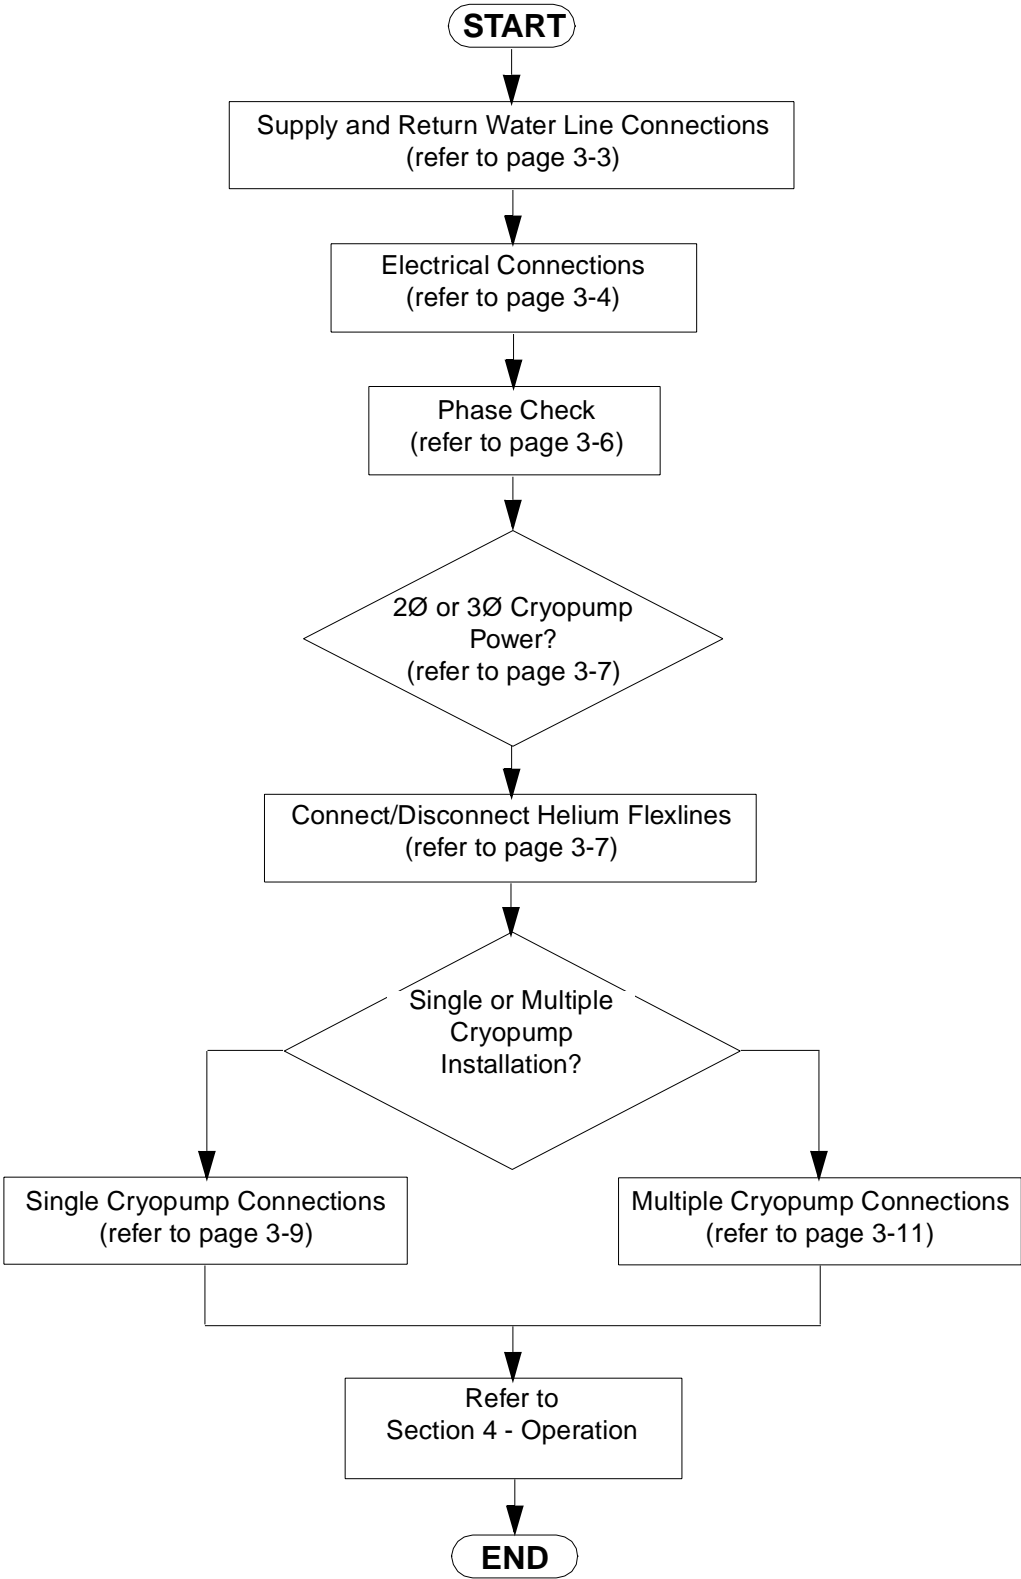 START
Supply and Return Water Line Connections
(refer to page 3-3)
Electrical Connections
(refer to page 3-4)
Phase Check
(refer to page 3-6)
2Ø or 3Ø Cryopump
Power?
(refer to page 3-7)
Connect/Disconnect Helium Flexlines
(refer to page 3-7)
Single or Multiple
Cryopump
Installation?
Single Cryopump Connections
(refer to page 3-9)
Multiple Cryopump Connections
(refer to page 3-11)
Refer to
Section 4 - Operation
END